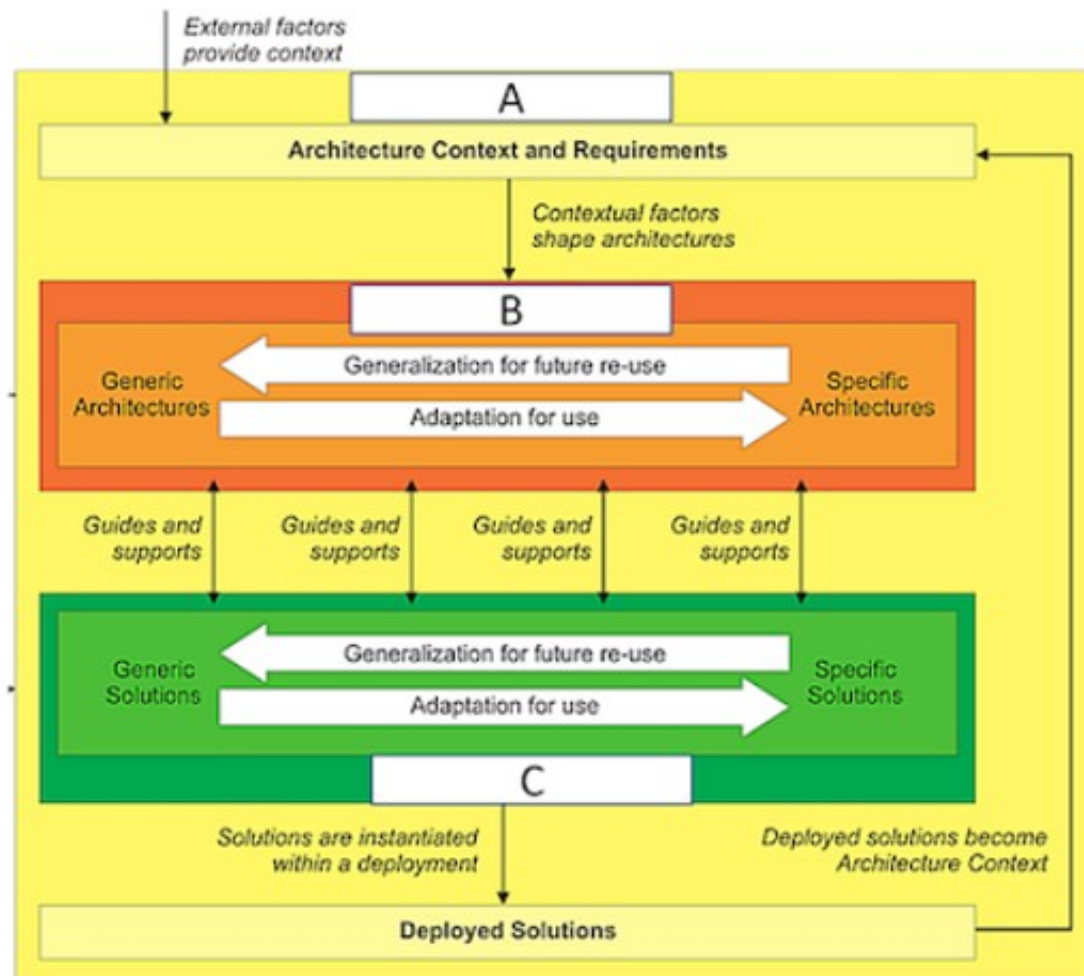 External factors
provide context
A
Architecture Context and Requirements
Contextual factors
shape architectures
B
Generalization for future re-use
Generic
Architectures
Specific
Architectures
Adaptation for use
Guides and
supports
Guides and
supports
Guides and
supports
Guides and
supports
Generalization for future re-use
Generic
Solutions
Specific
Solutions
Adaptation for use
C
Solutions are instantiated
within a deployment
Deployed solutions become
Architecture Context
Deployed Solutions